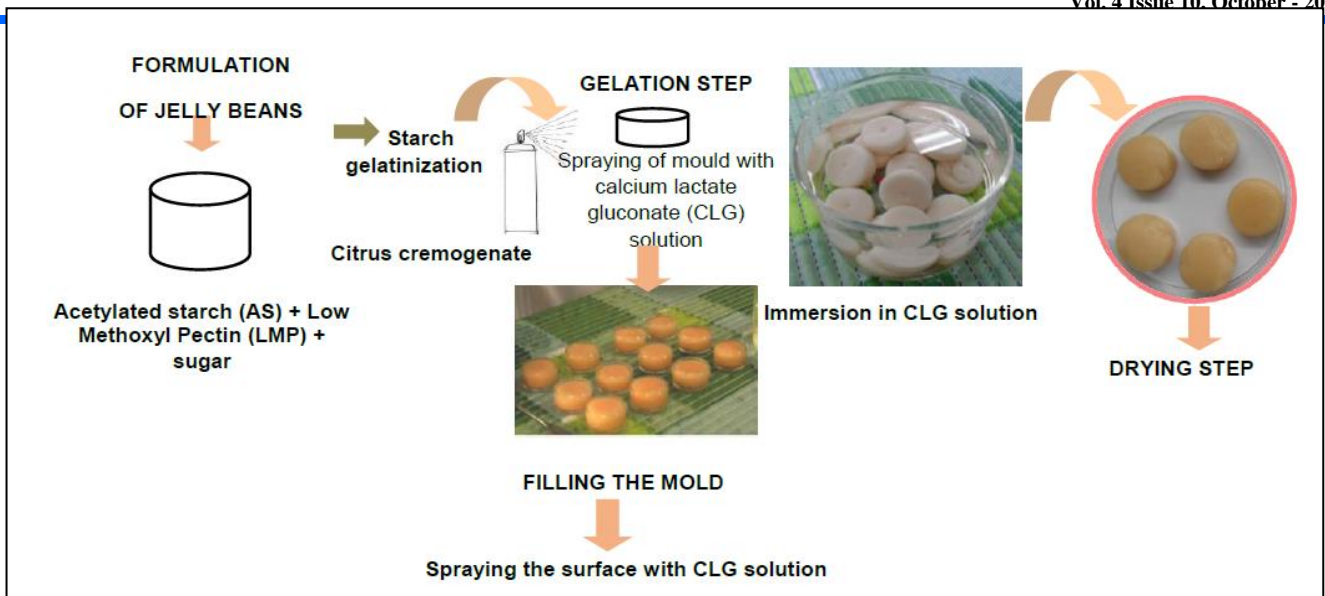 Vol. 4 Issue 10, October - 20
FORMULATION
OF JELLY BEANS
Starch
gelatinization
Citrus cremogenate
Acetylated starch (AS) + Low
Methoxyl Pectin (LMP) +
sugar
GELATION STEP
Spraying of mould with
calcium lactate
gluconate (CLG)
solution
FILLING THE MOLD
Spraying the surface with CLG solution
Immersion in CLG solution
DRYING STEP